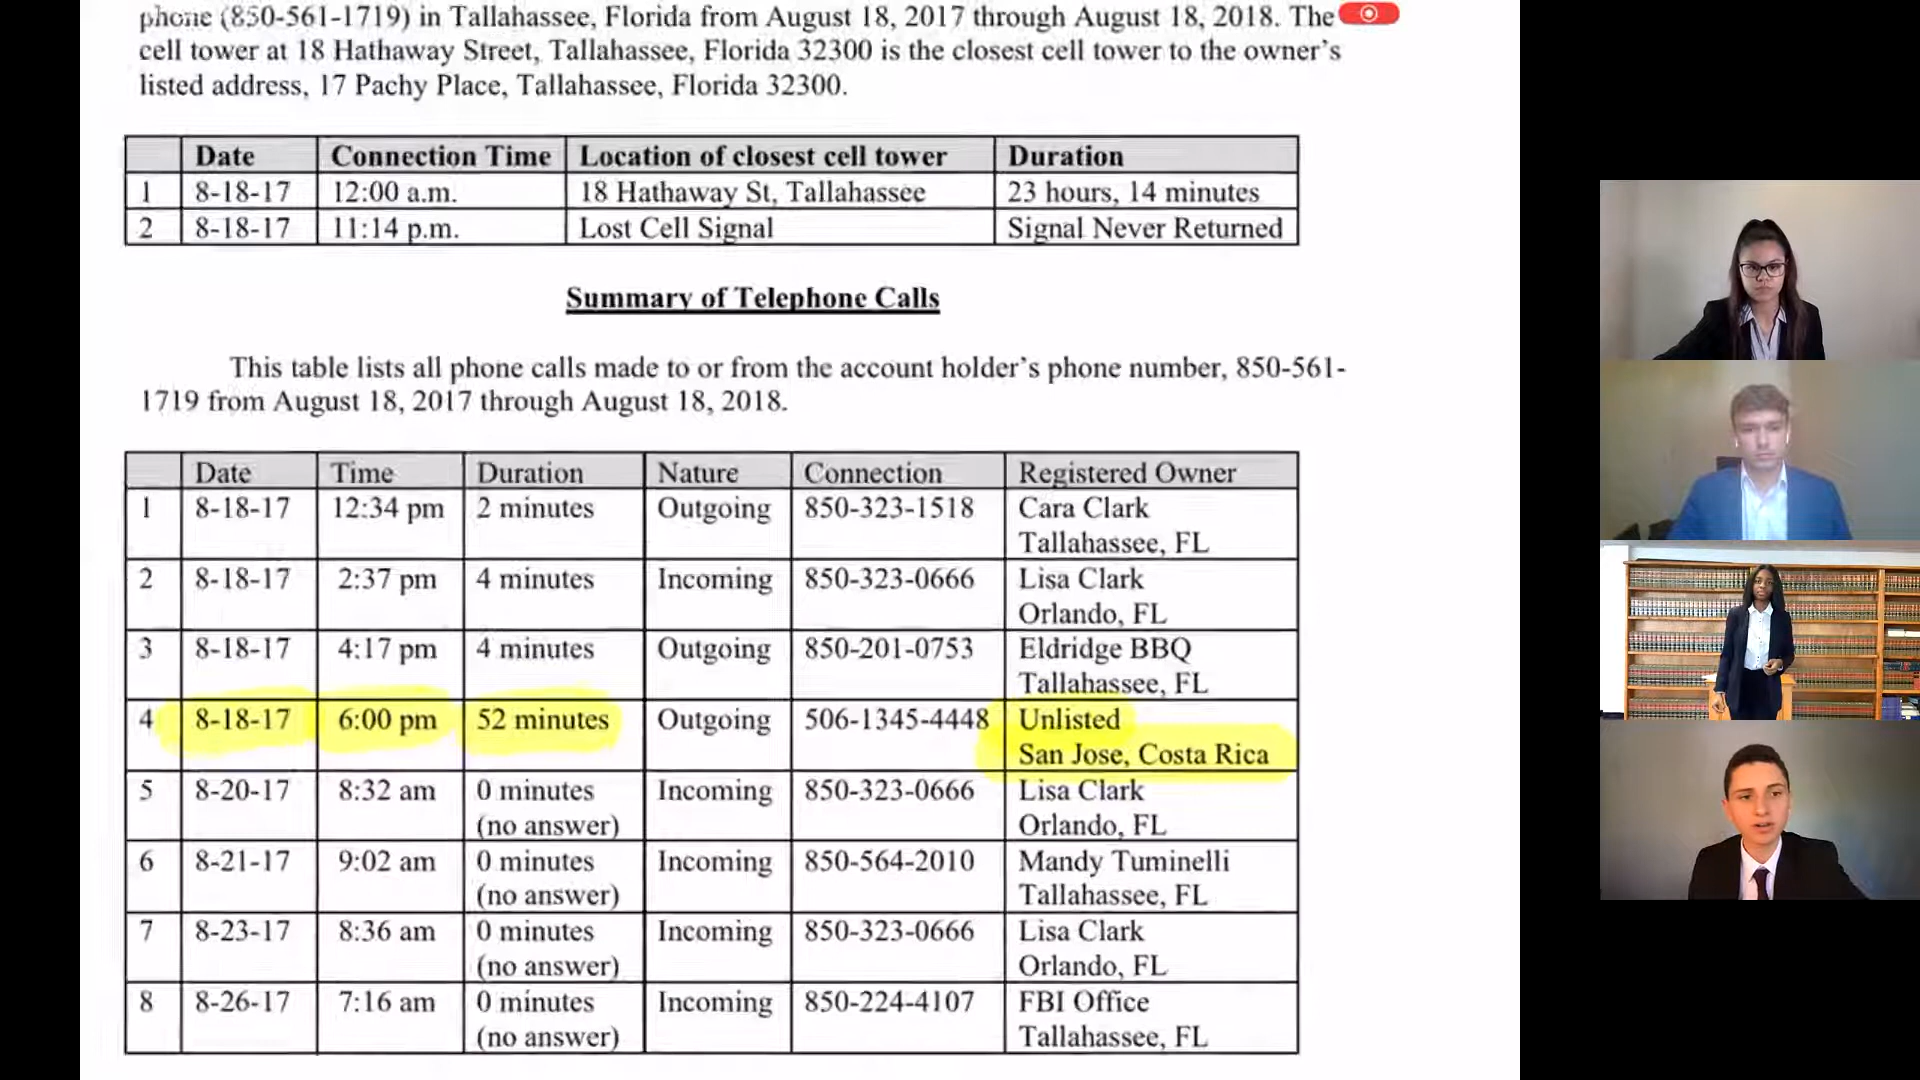 phone (850-561-1719) in Tallahassee, Florida from August 18, 2017 through August 18, 2018. The
cell tower at 18 Hathaway Street, Tallahassee, Florida 32300 is the closest cell tower to the owner's
listed address, 17 Pachy Place, Tallahassee, Florida 32300.
Date Connection Time Location of closest cell tower Duration
1 8-18-17 12:00 a.m. 18 Hathaway St, Tallahassee 23 hours, 14 minutes
2 8-18-17 11:14 p.m. Lost Cell Signal Signal Never Returned
Summary of Telephone Calls
This table lists all phone calls made to or from the account holder's phone number, 850-561-
1719 from August 18, 2017 through August 18, 2018.
Date Time Duration Nature Connection Registered Owner
1 8-18-17 12:34 pm 2 minutes Outgoing 850-323-1518 Cara Clark
Tallahassee, FL
2 8-18-17 2:37 pm 4 minutes Incoming 850-323-0666 Lisa Clark
Orlando, FL
3 8-18-17 4:17 pm 4 minutes Outgoing 850-201-0753 Eldridge BBQ
Tallahassee, FL
4 8-18-17 6:00 pm 52 minutes Outgoing 506-1345-4448 Unlisted
San Jose, Costa Rica
5 8-20-17 8:32 am 0 minutes Incoming 850-323-0666 Lisa Clark
(no answer) Orlando, FL
6 8-21-17 9:02 am 0 minutes Incoming 850-564-2010 Mandy Tuminelli
(no answer) Tallahassee, FL
7 8-23-17 8:36 am 0 minutes Incoming 850-323-0666 Lisa Clark
(no answer) Orlando, FL
8 8-26-17 7:16 am 0 minutes Incoming 850-224-4107 FBI Office
(no answer) Tallahassee, FL